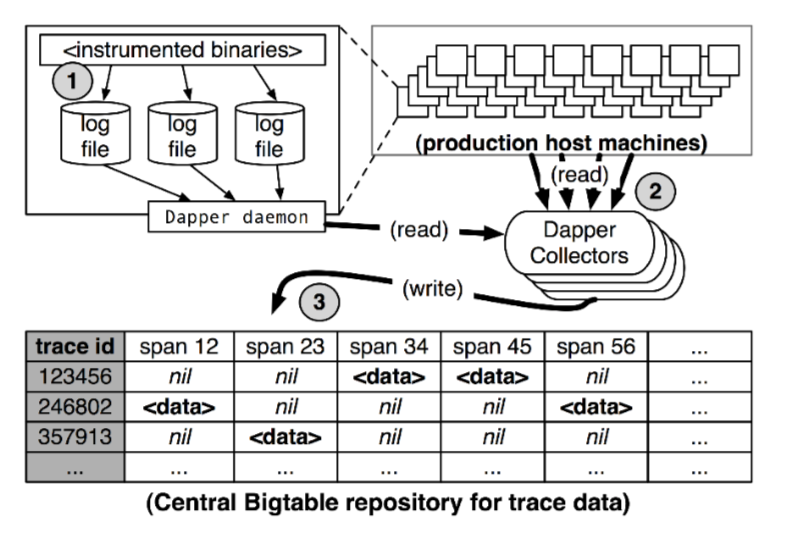 <instrumented binaries>
1
log
file
log
file
log
file
Dapper daemon
(production host machines)
(read)
2
(read)
Dapper
Collectors
(write)
3
trace id span 12 span 23 span 34 span 45 span 56 ...
123456 nil nil <data> <data> nil
246802 <data> nil nil nil <data>
357913 nil <data> nil nil nil
... ... ... ... ... ... ...
(Central Bigtable repository for trace data)